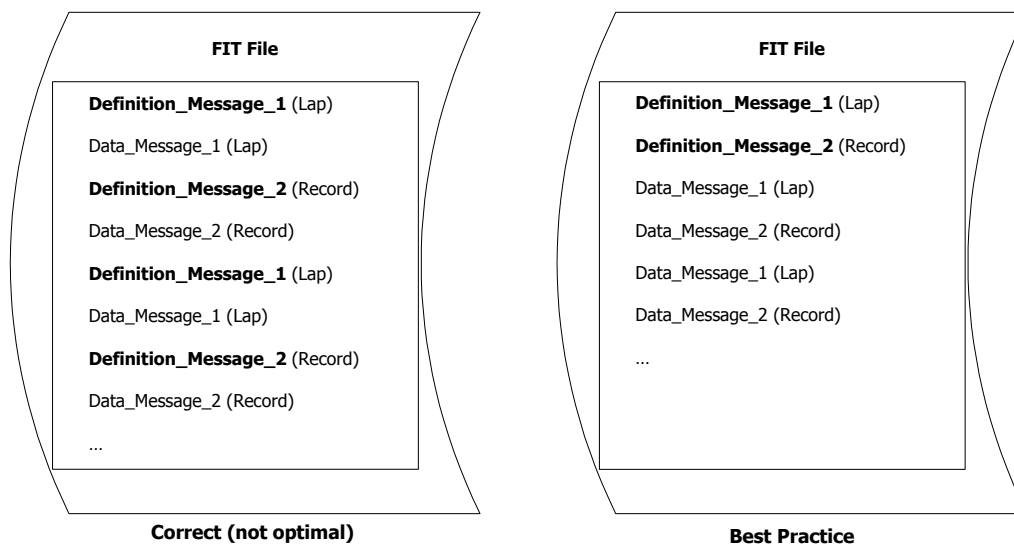 FIT File
Definition_Message_1 (Lap)
Data_Message_1 (Lap)
Definition_Message_2 (Record)
Data_Message_2 (Record)
Definition_Message_1 (Lap)
Data_Message_1 (Lap)
Definition_Message_2 (Record)
Data_Message_2 (Record)
...
Correct (not optimal)
FIT File
Definition_Message_1 (Lap)
Definition_Message_2 (Record)
Data_Message_1 (Lap)
Data_Message_2 (Record)
Data_Message_1 (Lap)
Data_Message_2 (Record)
...
Best Practice